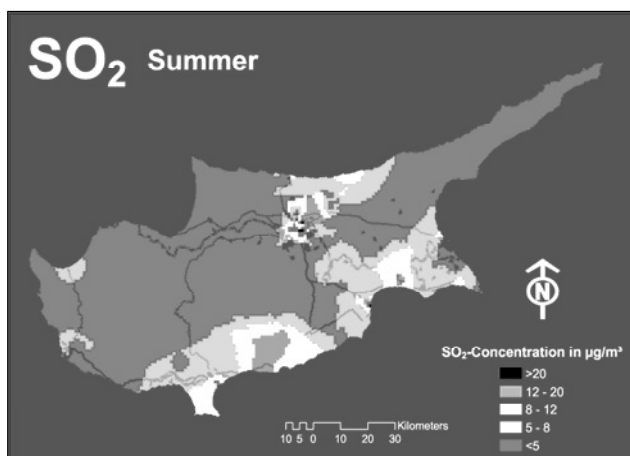 SO₂ Summer
N
SO₂-Concentration in µg/m³
>20
12 - 20
8 - 12
5 - 8
<5
Kilometers
10 5 0 10 20 30